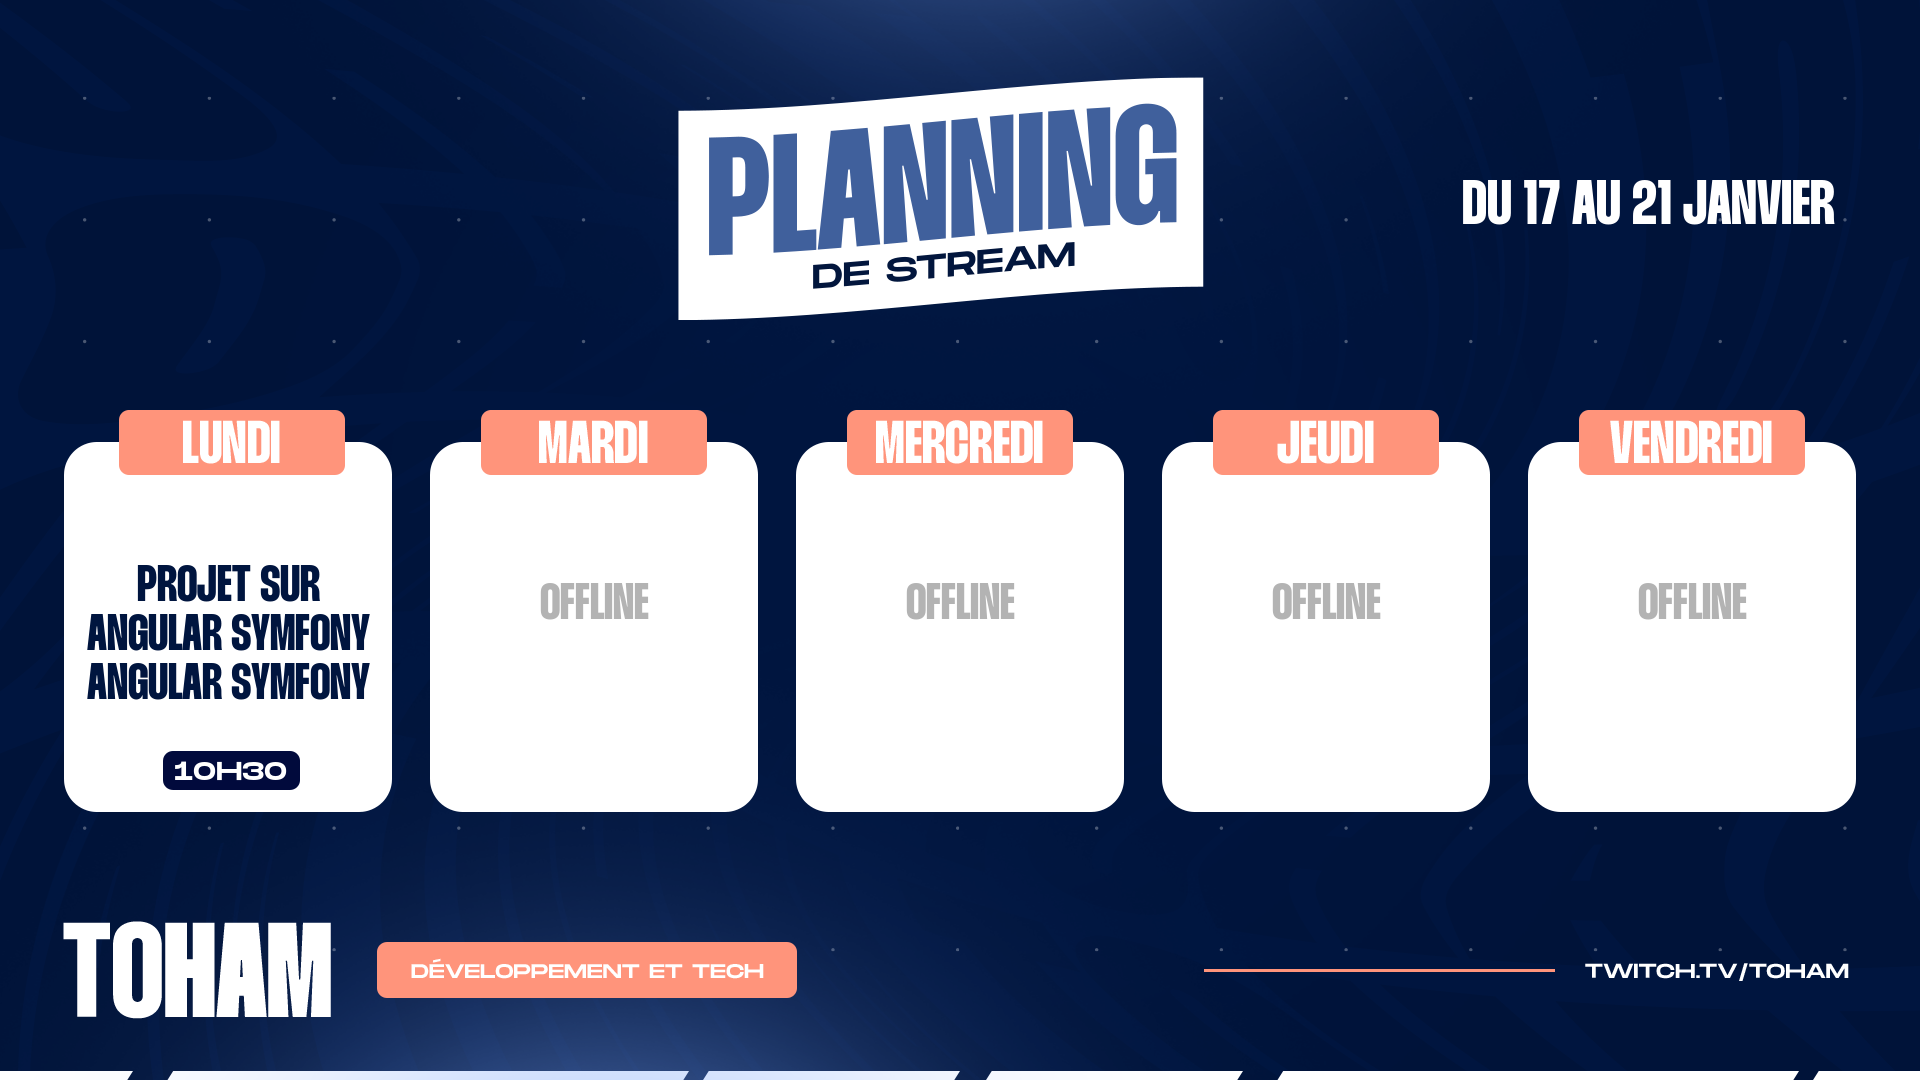 PLANNING
DE STREAM
DU 17 AU 21 JANVIER
LUNDI
PROJET SUR
ANGULAR SYMFONY
ANGULAR SYMFONY
10H30
MARDI
OFFLINE
MERCREDI
OFFLINE
JEUDI
OFFLINE
VENDREDI
OFFLINE
TOHAM
DÉVELOPPEMENT ET TECH
TWITCH.TV/TOHAM